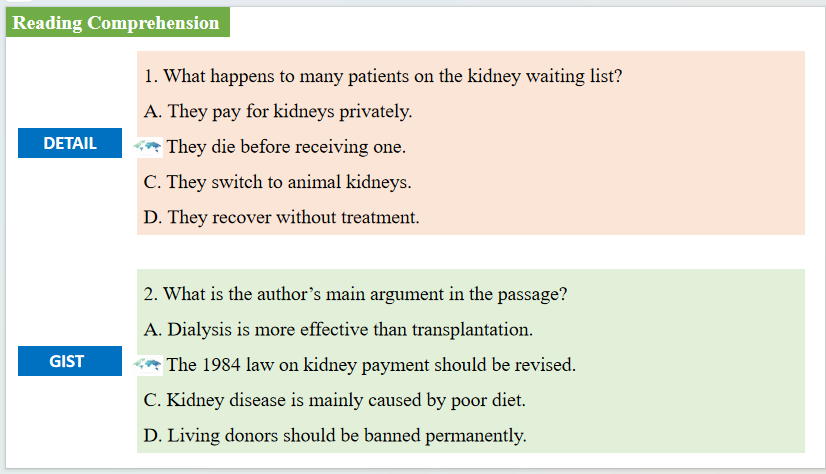 Reading Comprehension
1. What happens to many patients on the kidney waiting list?
A. They pay for kidneys privately.
DETAIL
They die before receiving one.
C. They switch to animal kidneys.
D. They recover without treatment.
2. What is the author’s main argument in the passage?
A. Dialysis is more effective than transplantation.
GIST
The 1984 law on kidney payment should be revised.
C. Kidney disease is mainly caused by poor diet.
D. Living donors should be banned permanently.